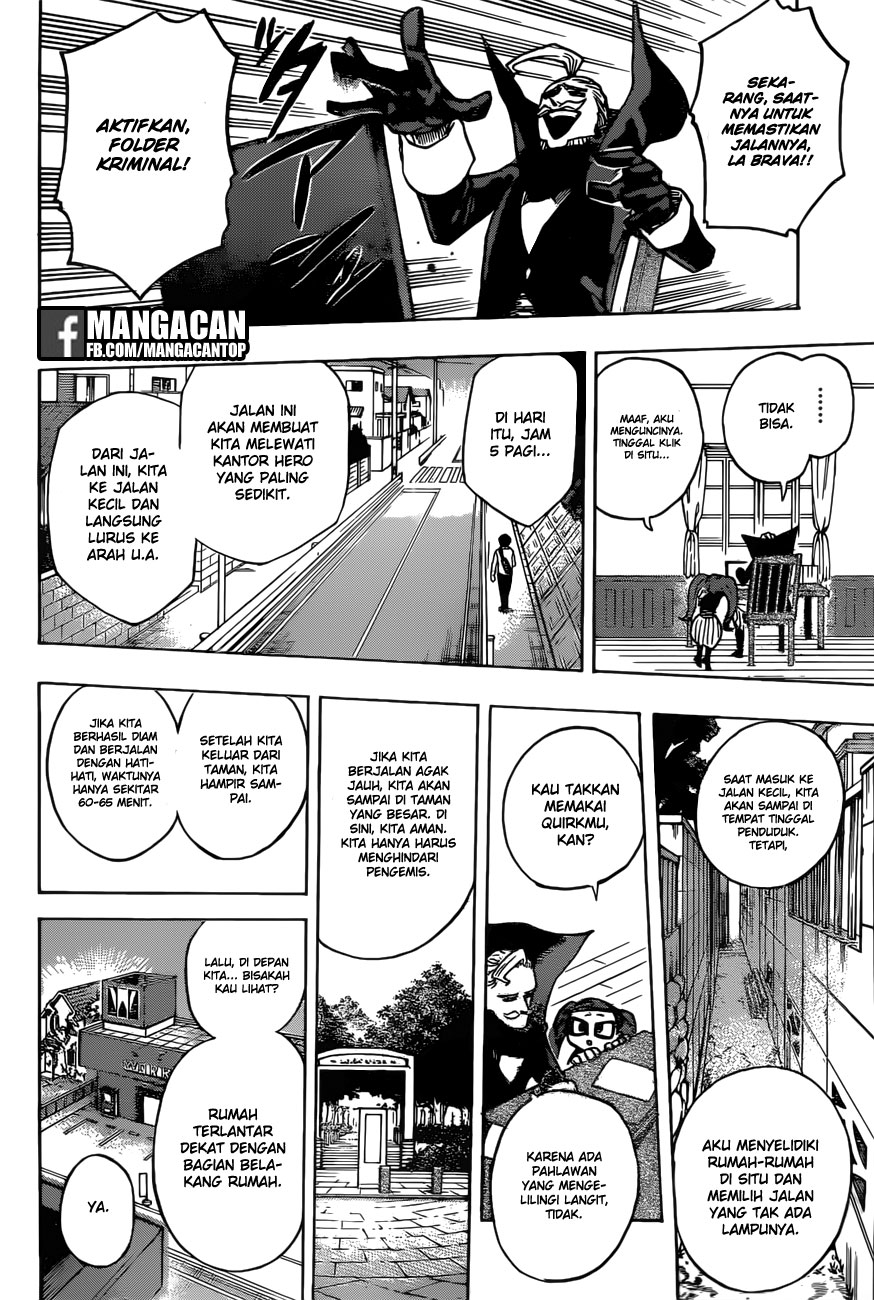 SEKA-
RANG, SAAT-
NYA UNTUK
MEMASTIKAN
JALANNYA,
LA BRAVA!!
AKTIFKAN,
FOLDER
KRIMINAL!
MANGACAN
FB.COM/MANGACANTOP
........
TIDAK
BISA.
MAAF, AKU
MENGUNCINYA.
TINGGAL KLIK
DI SITU...
DI HARI
ITU, JAM
5 PAGI...
JALAN INI
AKAN MEMBUAT
KITA MELEWATI
KANTOR HERO
YANG PALING
SEDIKIT.
DARI JA-
LAN INI, KITA
KE JALAN
KECIL DAN
LANGSUNG
LURUS KE
ARAH U.A.
SAAT MASUK KE
JALAN KECIL, KITA
AKAN SAMPAI DI
TEMPAT TINGGAL
PENDUDUK.
TETAPI,
AKU MENYELIDIKI
RUMAH-RUMAH
DI SITU DAN
MEMILIH JALAN
YANG TAK ADA
LAMPUNYA.
KAU TAKKAN
MEMAKAI
QUIRKMU,
KAN?
KARENA ADA
PAHLAWAN
YANG MENGE-
LILINGI LANGIT,
TIDAK.
JIKA KITA
BERJALAN AGAK
JAUH, KITA AKAN
SAMPAI DI TAMAN
YANG BESAR. DI
SINI, KITA AMAN.
KITA HANYA HARUS
MENGHINDARI
PENGEMIS.
SETELAH KITA
KELUAR DARI
TAMAN, KITA
HAMPIR SAM-
PAI.
JIKA KITA
BERHASIL DIAM
DAN BERJALAN
DENGAN HATI-
HATI, WAKTUNYA
HANYA SEKITAR
60-65 MENIT.
LALU, DI DEPAN
KITA... BISAKAH
KAU LIHAT?
RUMAH
TERLANTAR
DEKAT DENGAN
BAGIAN BELA-
KANG RUMAH.
YA.